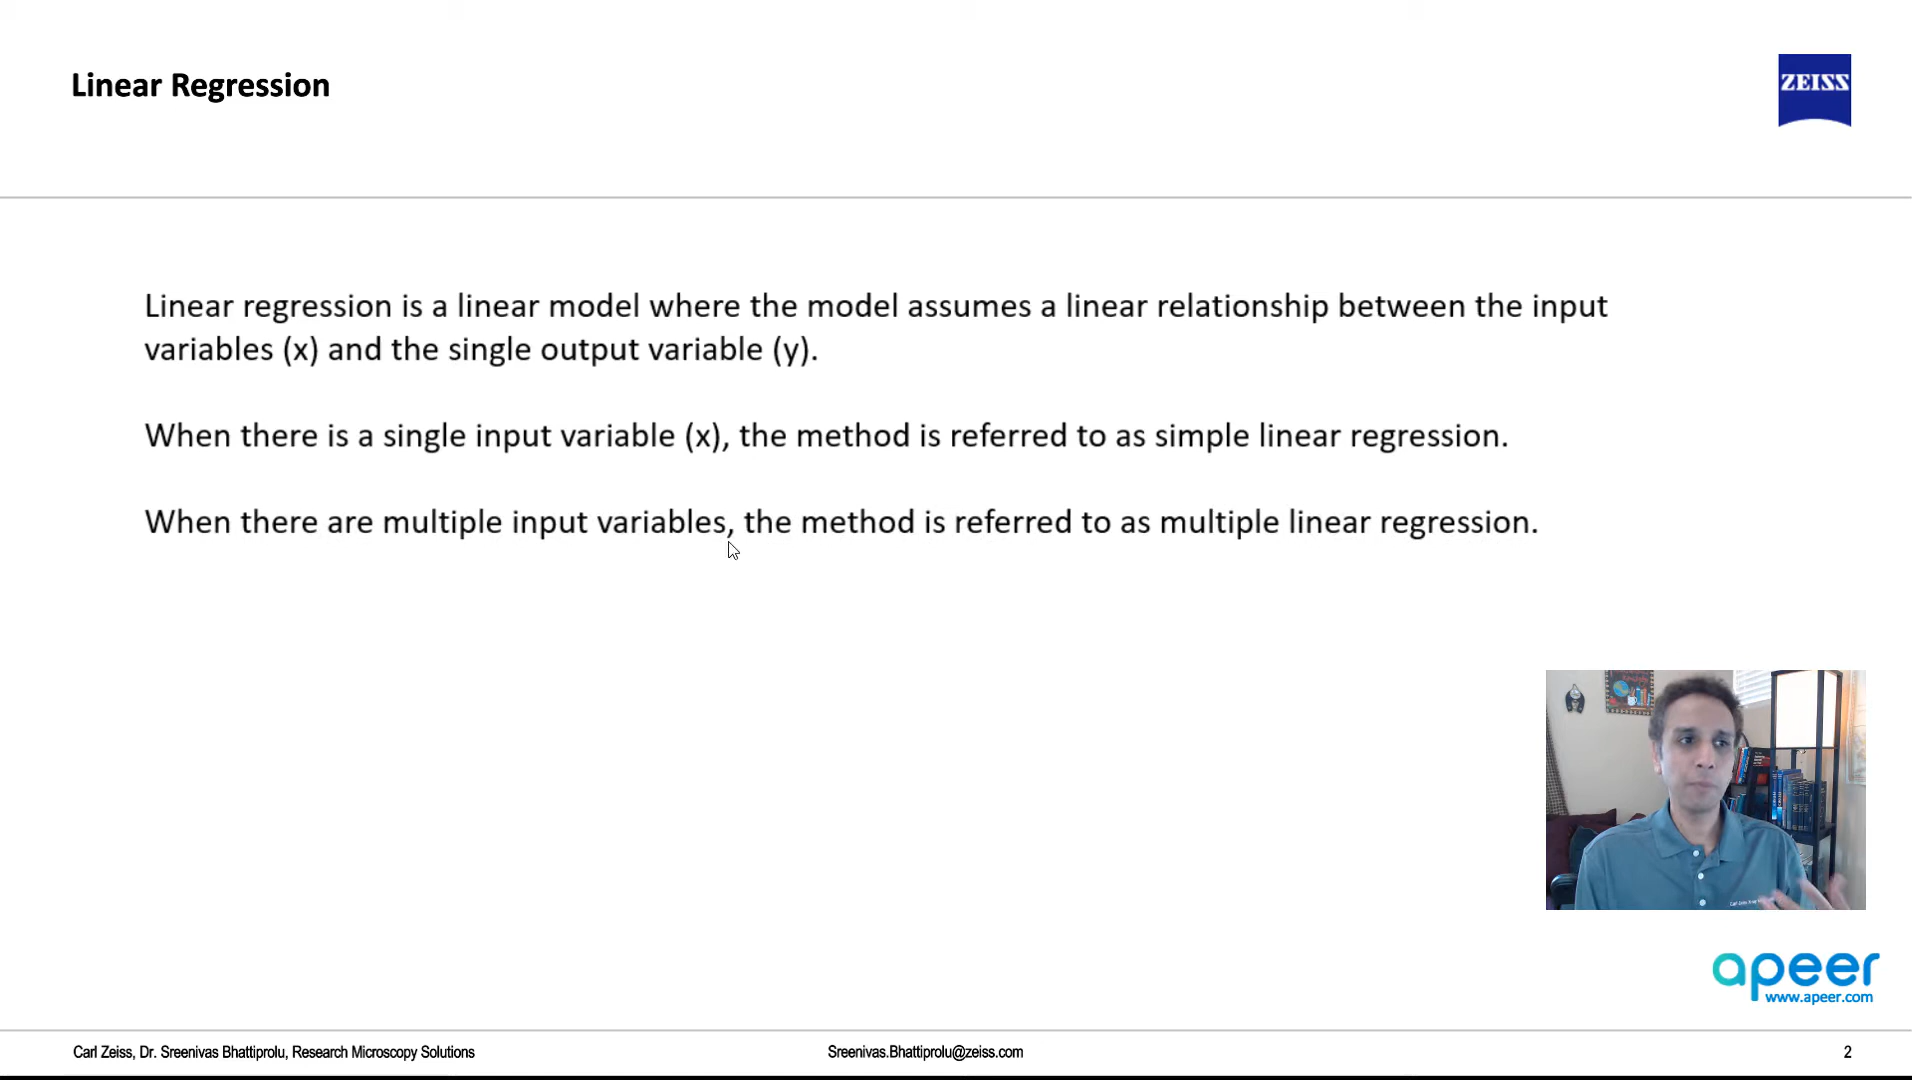 Linear Regression
ZEISS
Linear regression is a linear model where the model assumes a linear relationship between the input
variables (x) and the single output variable (y).
When there is a single input variable (x), the method is referred to as simple linear regression.
When there are multiple input variables, the method is referred to as multiple linear regression.
apeer
www.apeer.com
Carl Zeiss, Dr. Sreenivas Bhattiprolu, Research Microscopy Solutions
Sreenivas.Bhattiprolu@zeiss.com
2